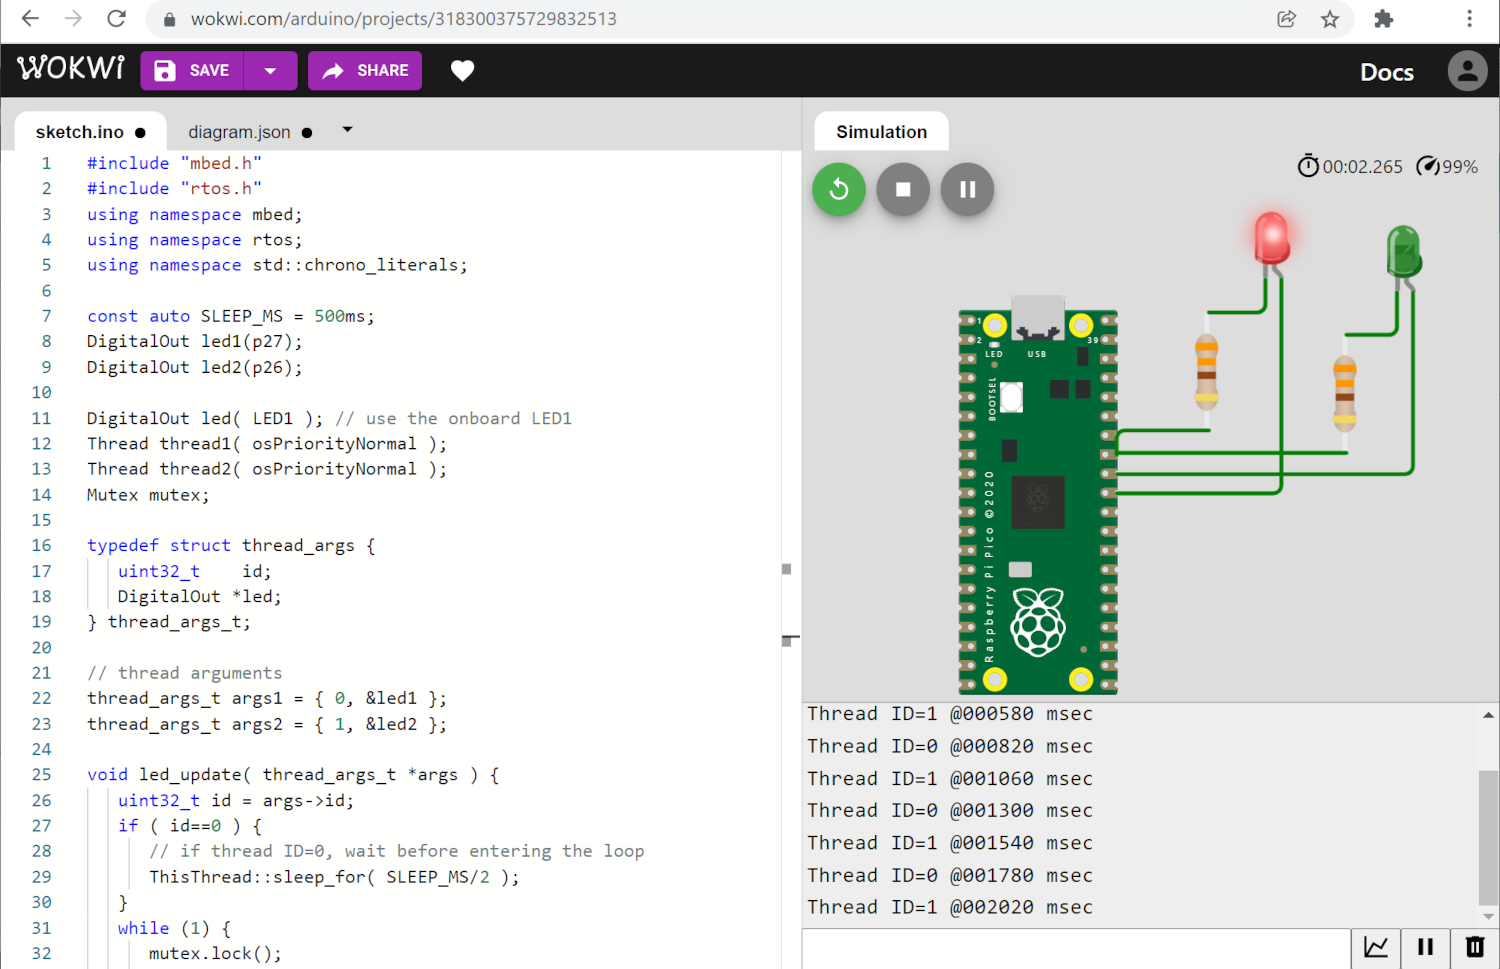 wokwi.com/arduino/projects/318300375729832513
WOKWi
SAVE
SHARE
Docs
sketch.ino
diagram.json
1 #include "mbed.h"
2 #include "rtos.h"
3 using namespace mbed;
4 using namespace rtos;
5 using namespace std::chrono_literals;
6
7 const auto SLEEP_MS = 500ms;
8 DigitalOut led1(p27);
9 DigitalOut led2(p26);
10
11 DigitalOut led( LED1 ); // use the onboard LED1
12 Thread thread1( osPriorityNormal );
13 Thread thread2( osPriorityNormal );
14 Mutex mutex;
15
16 typedef struct thread_args {
17 uint32_t    id;
18 DigitalOut *led;
19 } thread_args_t;
20
21 // thread arguments
22 thread_args_t args1 = { 0, &led1 };
23 thread_args_t args2 = { 1, &led2 };
24
25 void led_update( thread_args_t *args ) {
26 uint32_t id = args->id;
27 if ( id==0 ) {
28 // if thread ID=0, wait before entering the loop
29 ThisThread::sleep_for( SLEEP_MS/2 );
30 }
31 while (1) {
32 mutex.lock();
Simulation
00:02.265 99%
1
2
39
LED USB
BOOTSEL
Raspberry Pi Pico ©2020
Thread ID=1 @000580 msec
Thread ID=0 @000820 msec
Thread ID=1 @001060 msec
Thread ID=0 @001300 msec
Thread ID=1 @001540 msec
Thread ID=0 @001780 msec
Thread ID=1 @002020 msec